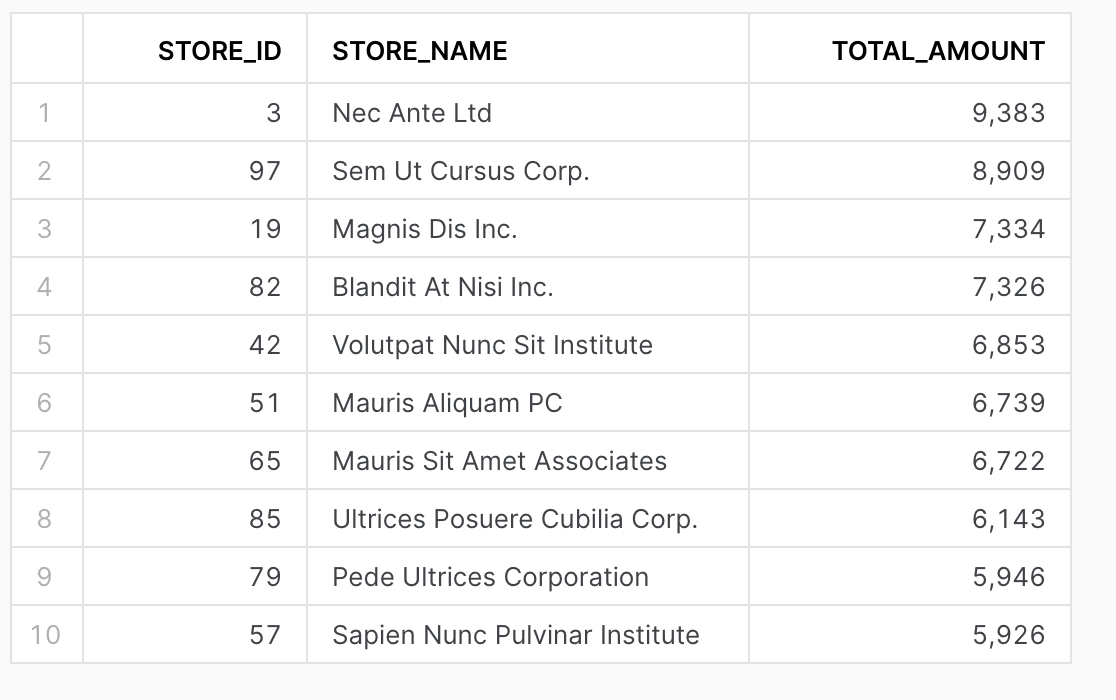 STORE_ID STORE_NAME TOTAL_AMOUNT
1 3 Nec Ante Ltd 9,383
2 97 Sem Ut Cursus Corp. 8,909
3 19 Magnis Dis Inc. 7,334
4 82 Blandit At Nisi Inc. 7,326
5 42 Volutpat Nunc Sit Institute 6,853
6 51 Mauris Aliquam PC 6,739
7 65 Mauris Sit Amet Associates 6,722
8 85 Ultrices Posuere Cubilia Corp. 6,143
9 79 Pede Ultrices Corporation 5,946
10 57 Sapien Nunc Pulvinar Institute 5,926